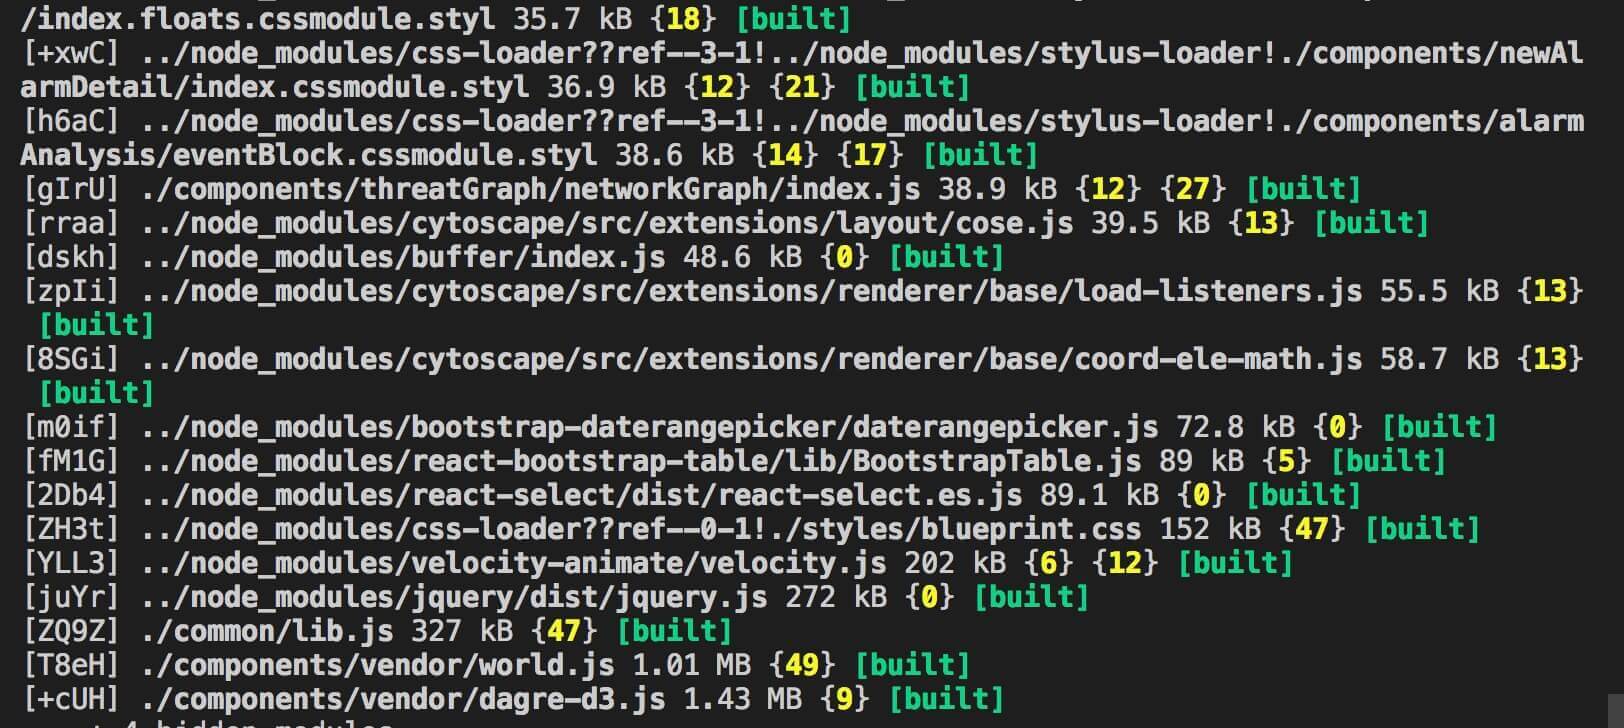 /index.floats.cssmodule.styl 35.7 kB {18} [built]
[+xwC] ../node_modules/css-loader??ref--3-1!../node_modules/stylus-loader!./components/newAl
armDetail/index.cssmodule.styl 36.9 kB {12} {21} [built]
[h6aC] ../node_modules/css-loader??ref--3-1!../node_modules/stylus-loader!./components/alarm
Analysis/eventBlock.cssmodule.styl 38.6 kB {14} {17} [built]
[gIrU] ./components/threatGraph/networkGraph/index.js 38.9 kB {12} {27} [built]
[rraa] ../node_modules/cytoscape/src/extensions/layout/cose.js 39.5 kB {13} [built]
[dskh] ../node_modules/buffer/index.js 48.6 kB {0} [built]
[zpIi] ../node_modules/cytoscape/src/extensions/renderer/base/load-listeners.js 55.5 kB {13}
[built]
[8SGi] ../node_modules/cytoscape/src/extensions/renderer/base/coord-ele-math.js 58.7 kB {13}
[built]
[m0if] ../node_modules/bootstrap-daterangepicker/daterangepicker.js 72.8 kB {0} [built]
[fM1G] ../node_modules/react-bootstrap-table/lib/BootstrapTable.js 89 kB {5} [built]
[2Db4] ../node_modules/react-select/dist/react-select.es.js 89.1 kB {0} [built]
[ZH3t] ../node_modules/css-loader??ref--0-1!./styles/blueprint.css 152 kB {47} [built]
[YLL3] ../node_modules/velocity-animate/velocity.js 202 kB {6} {12} [built]
[juYr] ../node_modules/jquery/dist/jquery.js 272 kB {0} [built]
[ZQ9Z] ./common/lib.js 327 kB {47} [built]
[T8eH] ./components/vendor/world.js 1.01 MB {49} [built]
[+cUH] ./components/vendor/dagre-d3.js 1.43 MB {9} [built]
+ 4 hidden modules